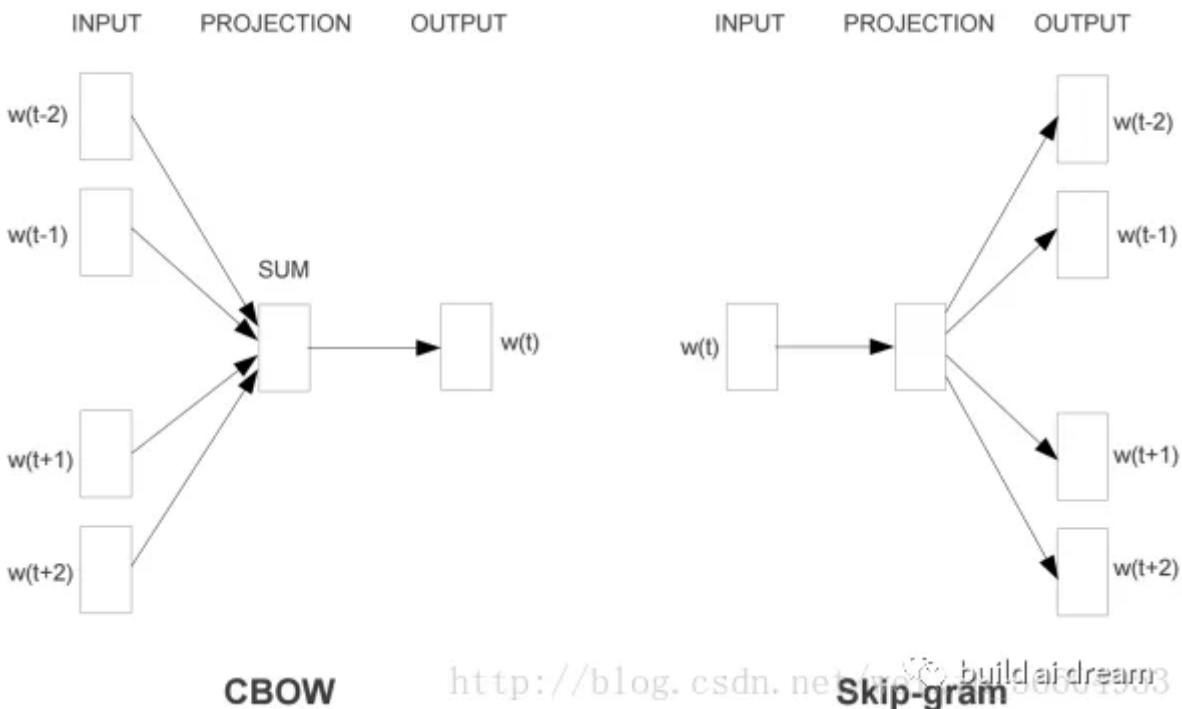 INPUT PROJECTION OUTPUT
w(t-2)
w(t-1)
SUM
w(t)
w(t+1)
w(t+2)
CBOW
INPUT PROJECTION OUTPUT
w(t-2)
w(t-1)
w(t)
w(t+1)
w(t+2)
Skip-gram
http://blog.csdn.net/
build ai dream